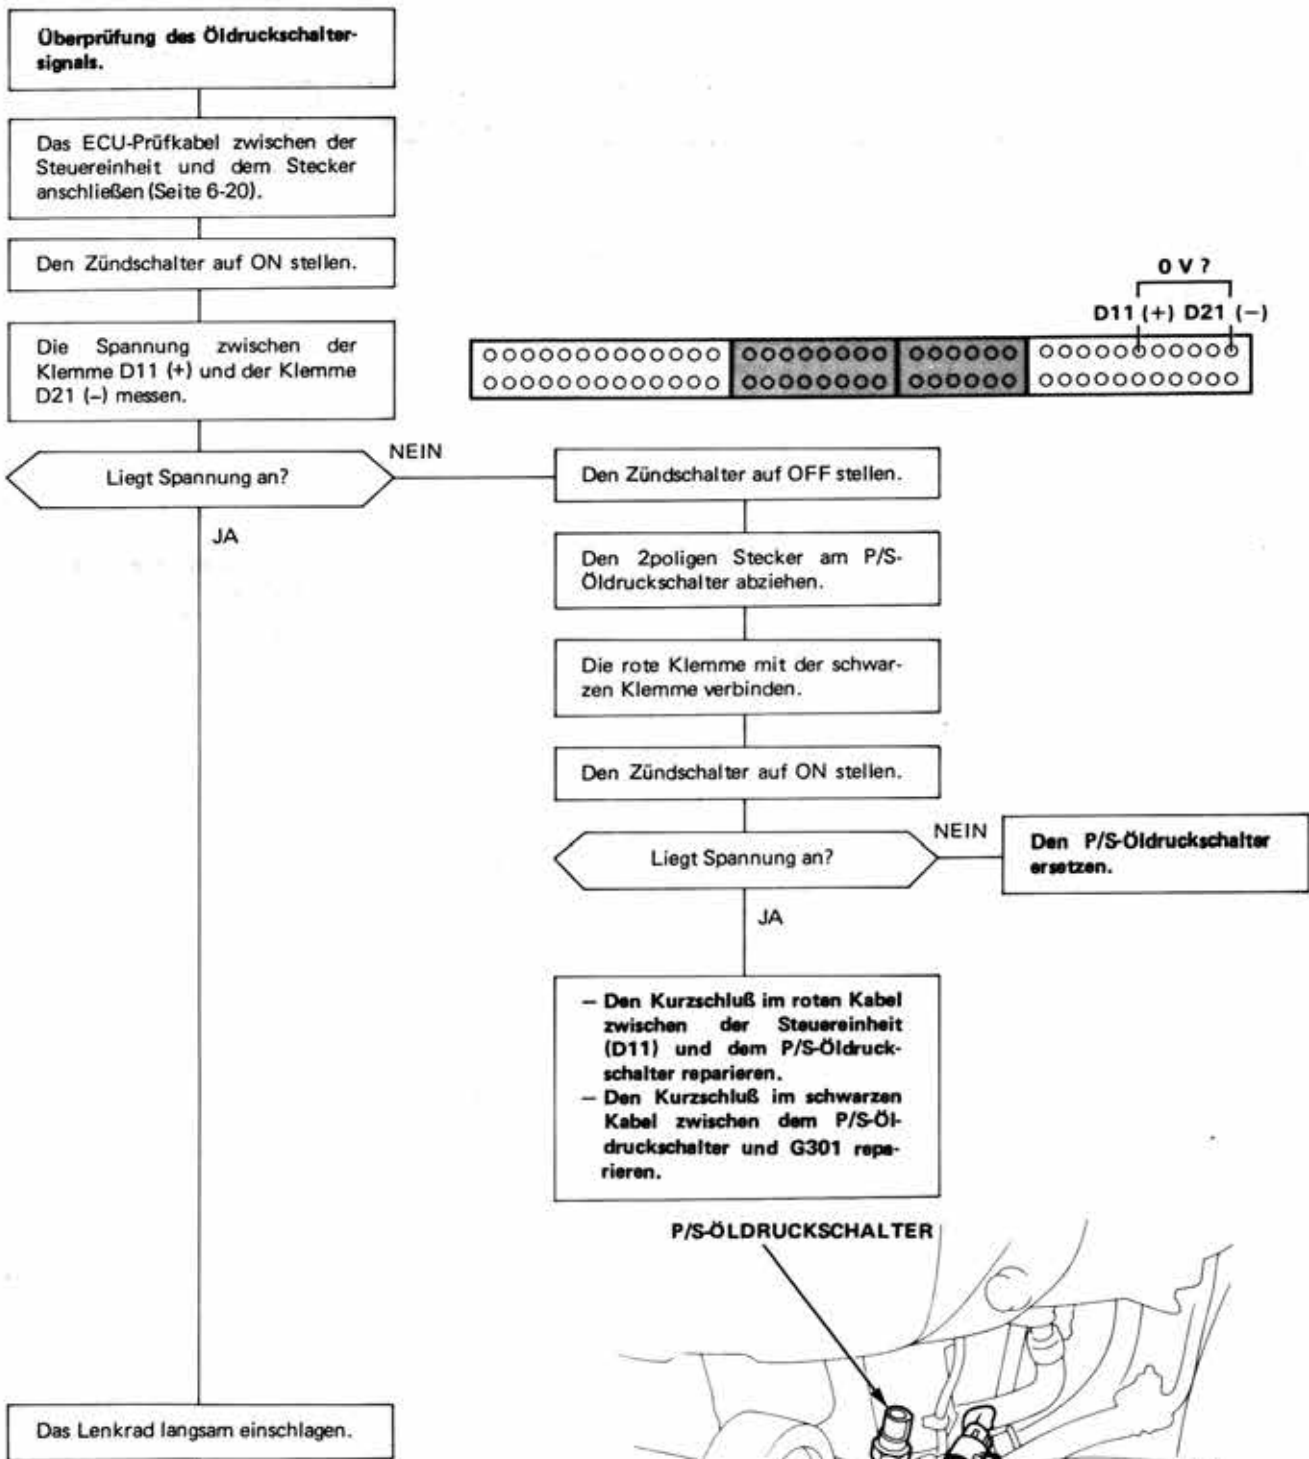 Überprüfung des Öldruckschalter-
signals.
Das ECU-Prüfkabel zwischen der
Steuereinheit und dem Stecker
anschließen (Seite 6-20).
Den Zündschalter auf ON stellen.
Die Spannung zwischen der
Klemme D11 (+) und der Klemme
D21 (–) messen.
0 V ?
D11 (+) D21 (–)
Liegt Spannung an?
NEIN
JA
Den Zündschalter auf OFF stellen.
Den 2poligen Stecker am P/S-
Öldruckschalter abziehen.
Die rote Klemme mit der schwar-
zen Klemme verbinden.
Den Zündschalter auf ON stellen.
Liegt Spannung an?
NEIN
Den P/S-Öldruckschalter
ersetzen.
JA
– Den Kurzschluß im roten Kabel
zwischen der Steuereinheit
(D11) und dem P/S-Öldruck-
schalter reparieren.
– Den Kurzschluß im schwarzen
Kabel zwischen dem P/S-Öl-
druckschalter und G301 repa-
rieren.
P/S-ÖLDRUCKSCHALTER
Das Lenkrad langsam einschlagen.